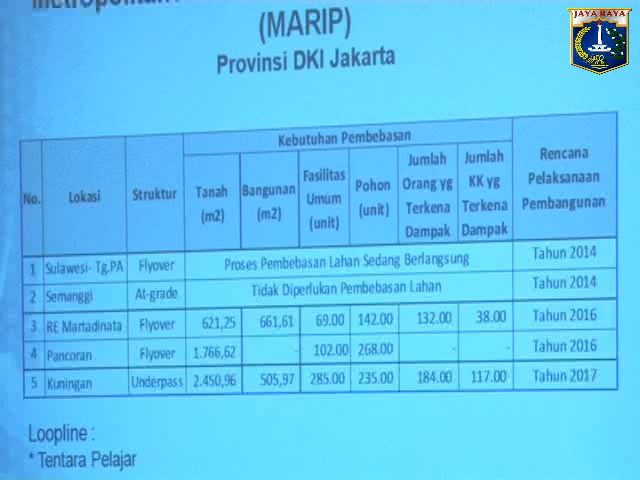 (MARIP)
Provinsi DKI Jakarta
JAYA RAYA
Kebutuhan Pembebasan
No. Lokasi Struktur Tanah (m2) Bangunan (m2) Fasilitas Umum (unit) Pohon (unit) Jumlah Orang yg Terkena Dampak Jumlah KK yg Terkena Dampak Rencana Pelaksanaan Pembangunan
1 Sulawesi- Tg.PA Flyover Proses Pembebasan Lahan Sedang Berlangsung Tahun 2014
2 Semanggi At-grade Tidak Diperlukan Pembebasan Lahan Tahun 2014
3 RE Martadinata Flyover 621,25 661,61 69.00 142.00 132.00 38.00 Tahun 2016
4 Pancoran Flyover 1.766,62 - 102.00 268.00 - - Tahun 2016
5 Kuningan Underpass 2.450,96 505,97 285.00 235.00 184.00 117.00 Tahun 2017
Loopline :
* Tentara Pelajar